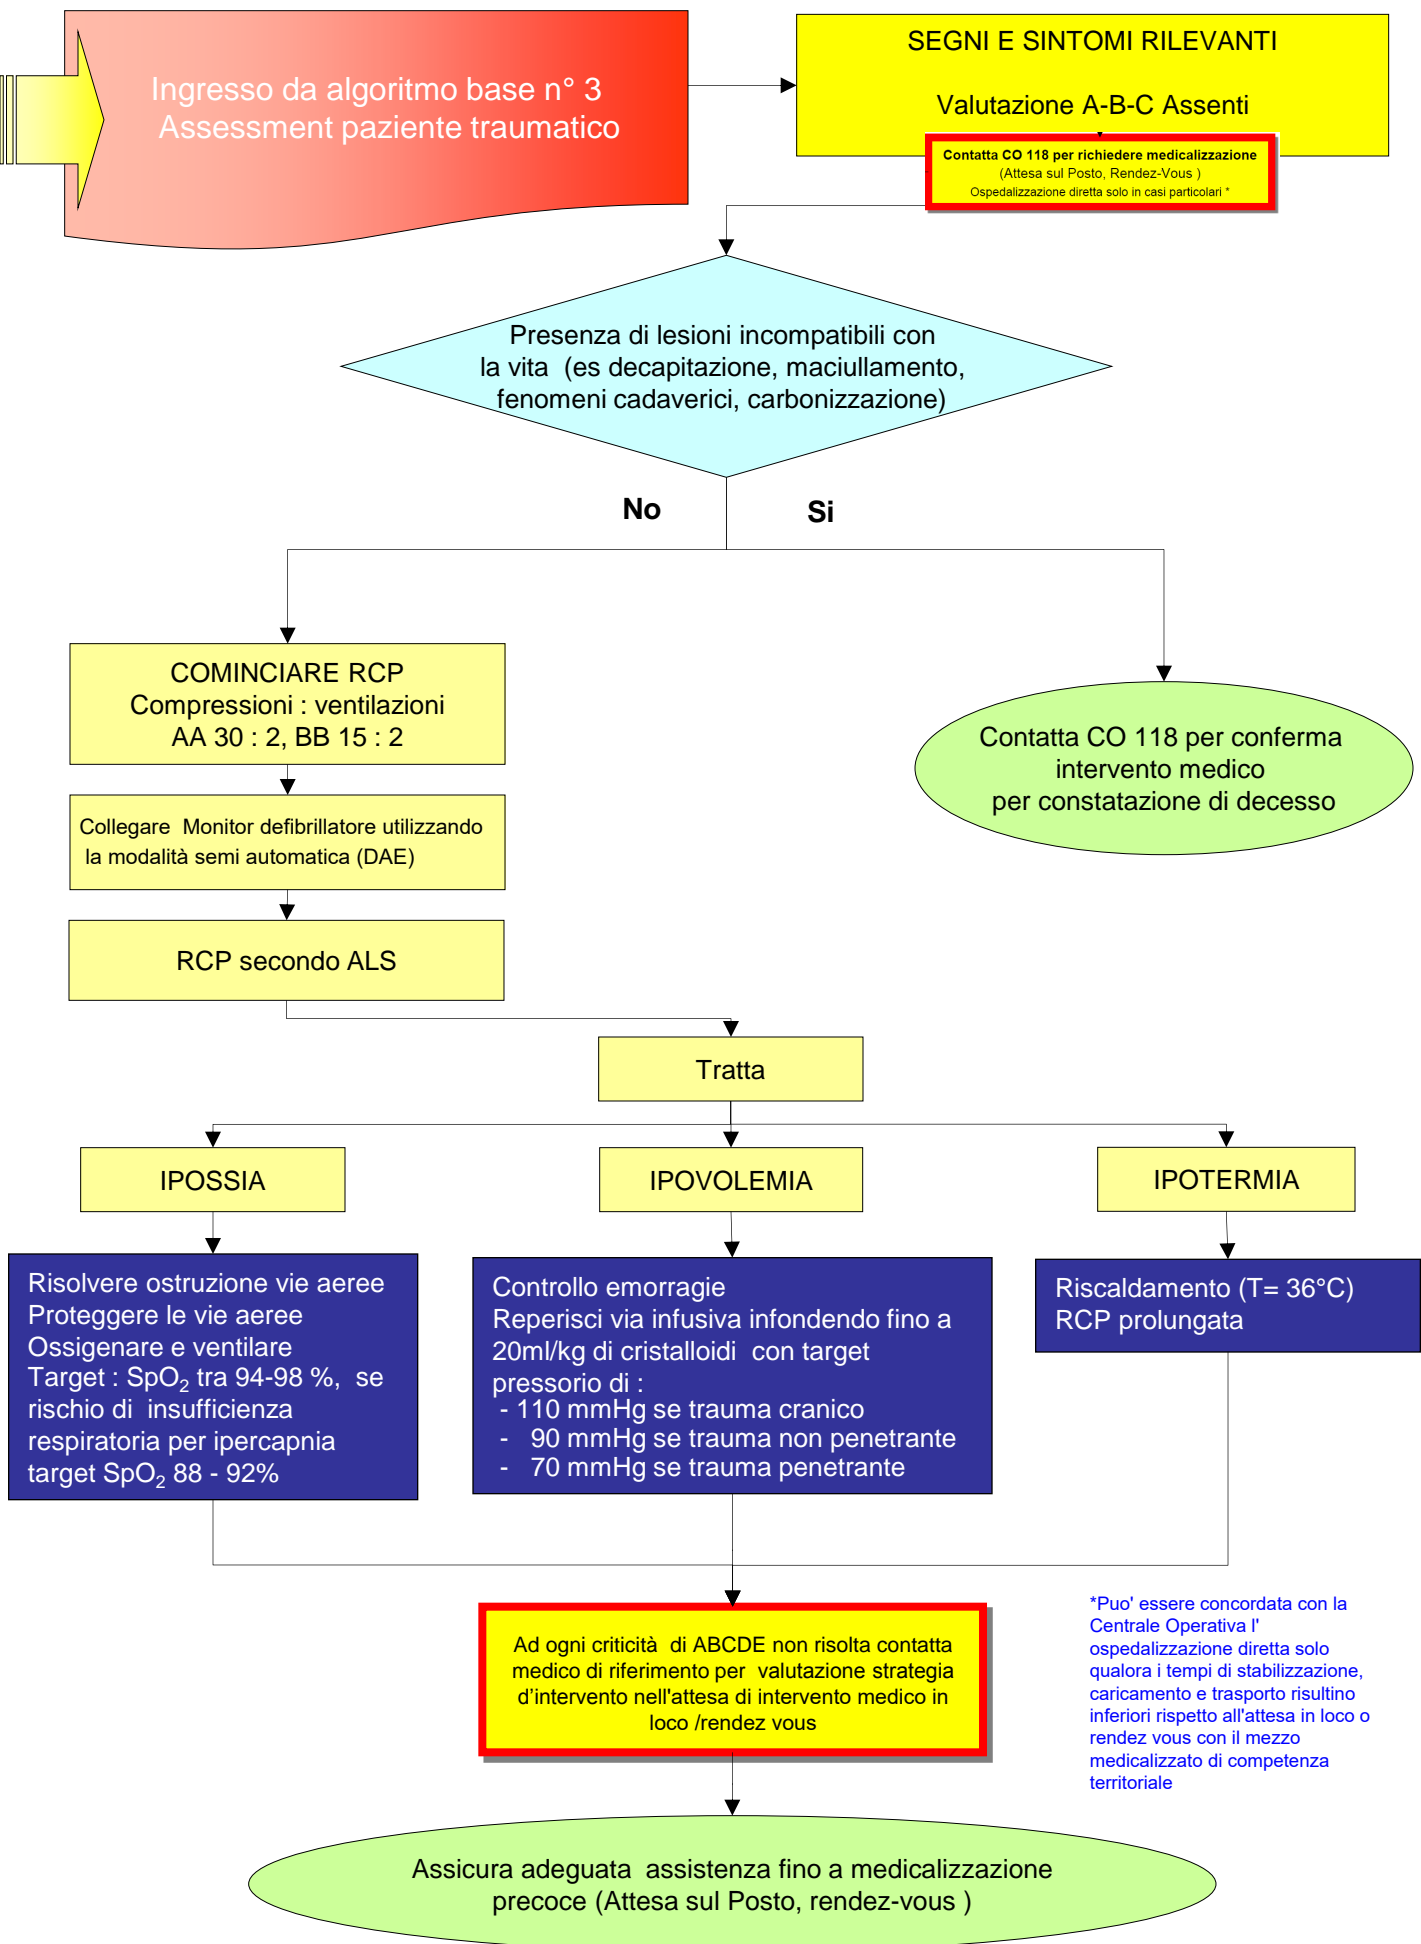 Ingresso da algoritmo base n° 3
Assessment paziente traumatico
SEGNI E SINTOMI RILEVANTI
Valutazione A-B-C Assenti
Contatta CO 118 per richiedere medicalizzazione
(Attesa sul Posto, Rendez-Vous )
Ospedalizzazione diretta solo in casi particolari *
Presenza di lesioni incompatibili con
la vita (es decapitazione, maciullamento,
fenomeni cadaverici, carbonizzazione)
No
Si
COMINCIARE RCP
Compressioni : ventilazioni
AA 30 : 2, BB 15 : 2
Contatta CO 118 per conferma
intervento medico
per constatazione di decesso
Collegare Monitor defibrillatore utilizzando
la modalità semi automatica (DAE)
RCP secondo ALS
Tratta
IPOSSIA
IPOVOLEMIA
IPOTERMIA
Risolvere ostruzione vie aeree
Proteggere le vie aeree
Ossigenare e ventilare
Target : SpO₂ tra 94-98 %, se
rischio di insufficienza
respiratoria per ipercapnia
target SpO₂ 88 - 92%
Controllo emorragie
Reperisci via infusiva infondendo fino a
20ml/kg di cristalloidi con target
pressorio di :
- 110 mmHg se trauma cranico
- 90 mmHg se trauma non penetrante
- 70 mmHg se trauma penetrante
Riscaldamento (T= 36°C)
RCP prolungata
Ad ogni criticità di ABCDE non risolta contatta
medico di riferimento per valutazione strategia
d'intervento nell'attesa di intervento medico in
loco /rendez vous
*Puo' essere concordata con la
Centrale Operativa l'
ospedalizzazione diretta solo
qualora i tempi di stabilizzazione,
caricamento e trasporto risultino
inferiori rispetto all'attesa in loco o
rendez vous con il mezzo
medicalizzato di competenza
territoriale
Assicura adeguata assistenza fino a medicalizzazione
precoce (Attesa sul Posto, rendez-vous )